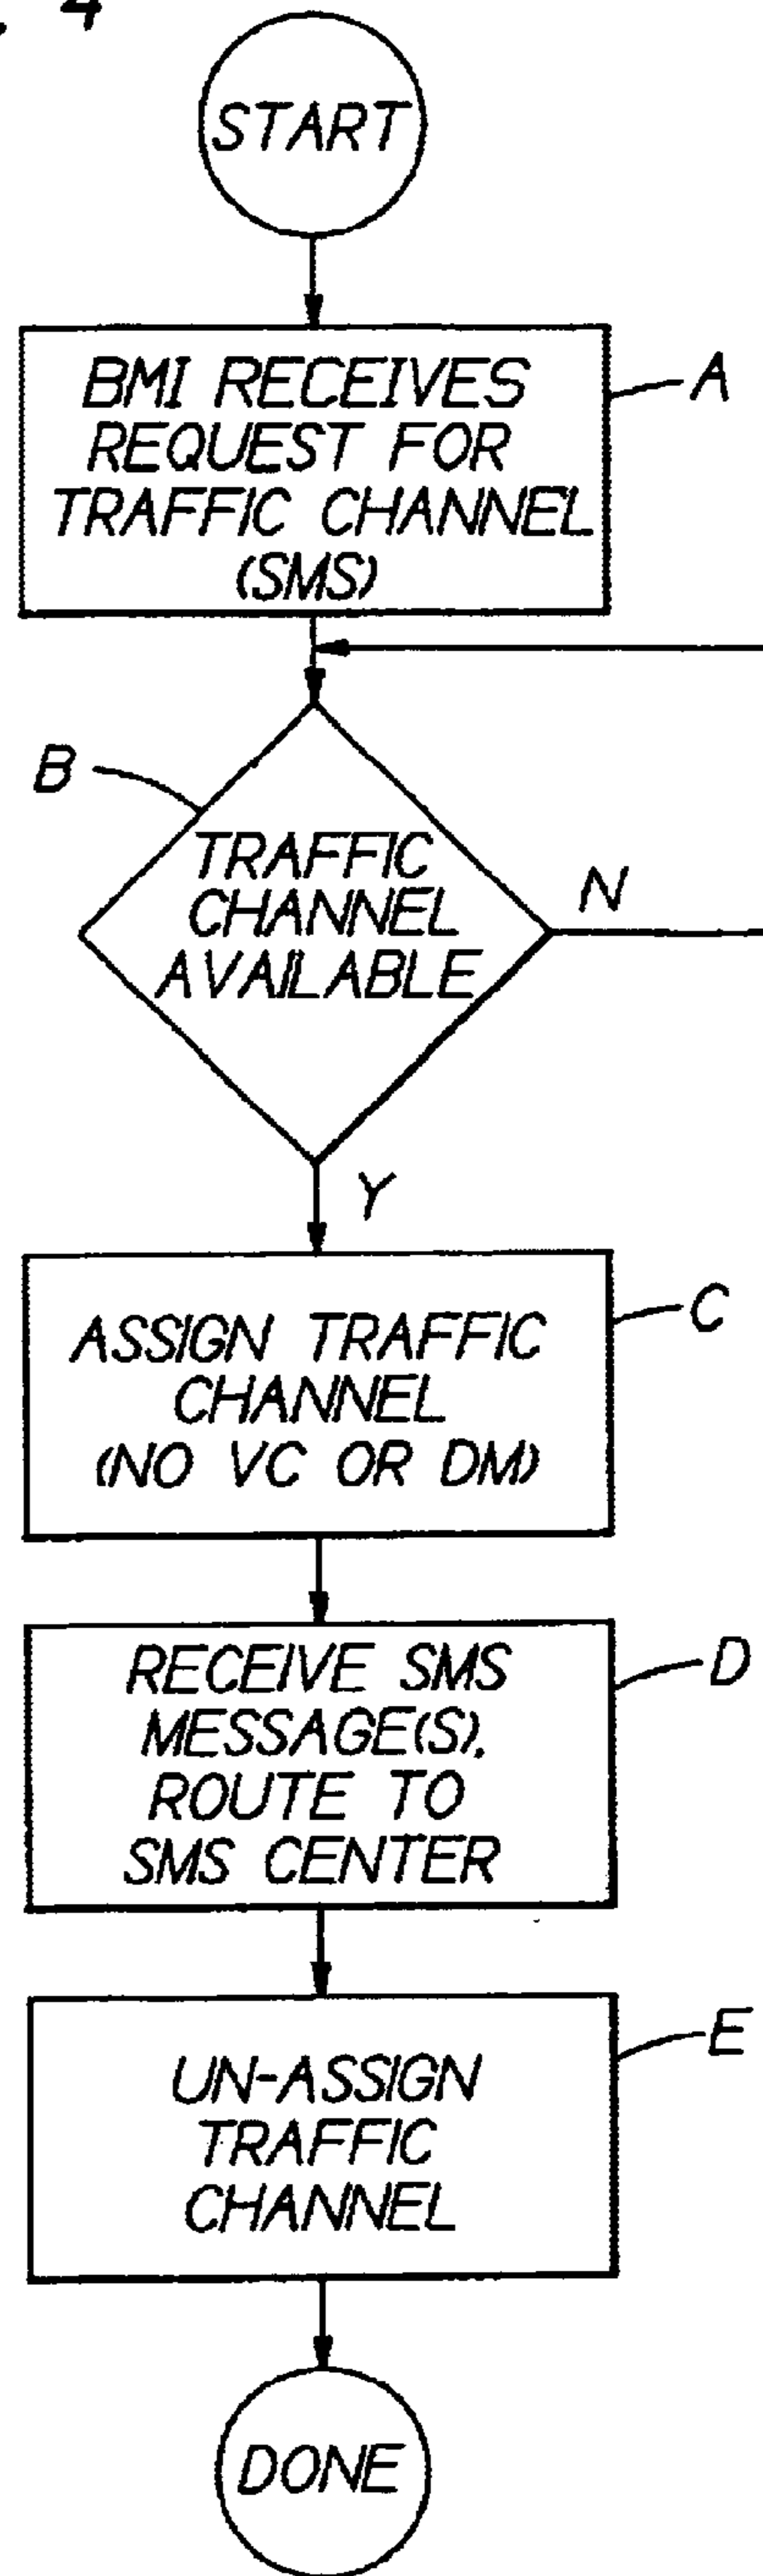 . 4
START
BMI RECEIVES
REQUEST FOR
TRAFFIC CHANNEL
(SMS)
A
B
TRAFFIC
CHANNEL
AVAILABLE
N
Y
ASSIGN TRAFFIC
CHANNEL
(NO VC OR DM)
C
RECEIVE SMS
MESSAGE(S),
ROUTE TO
SMS CENTER
D
UN-ASSIGN
TRAFFIC
CHANNEL
E
DONE